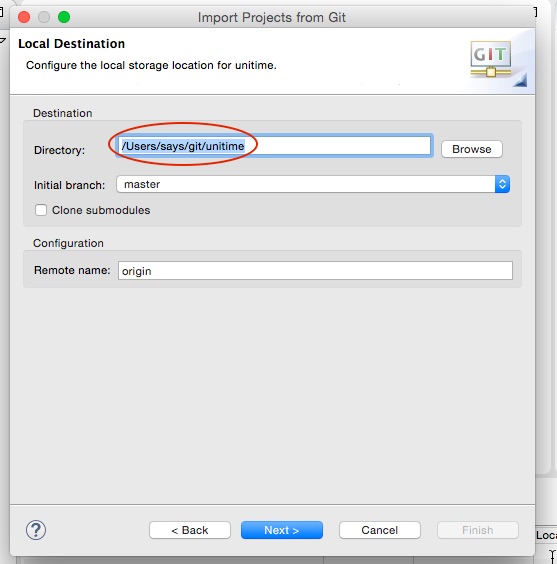 Import Projects from Git
Local Destination
Configure the local storage location for unitime.
GIT
Destination
Directory: /Users/says/git/unitime Browse
Initial branch: master
Clone submodules
Configuration
Remote name: origin
? < Back Next > Cancel Finish